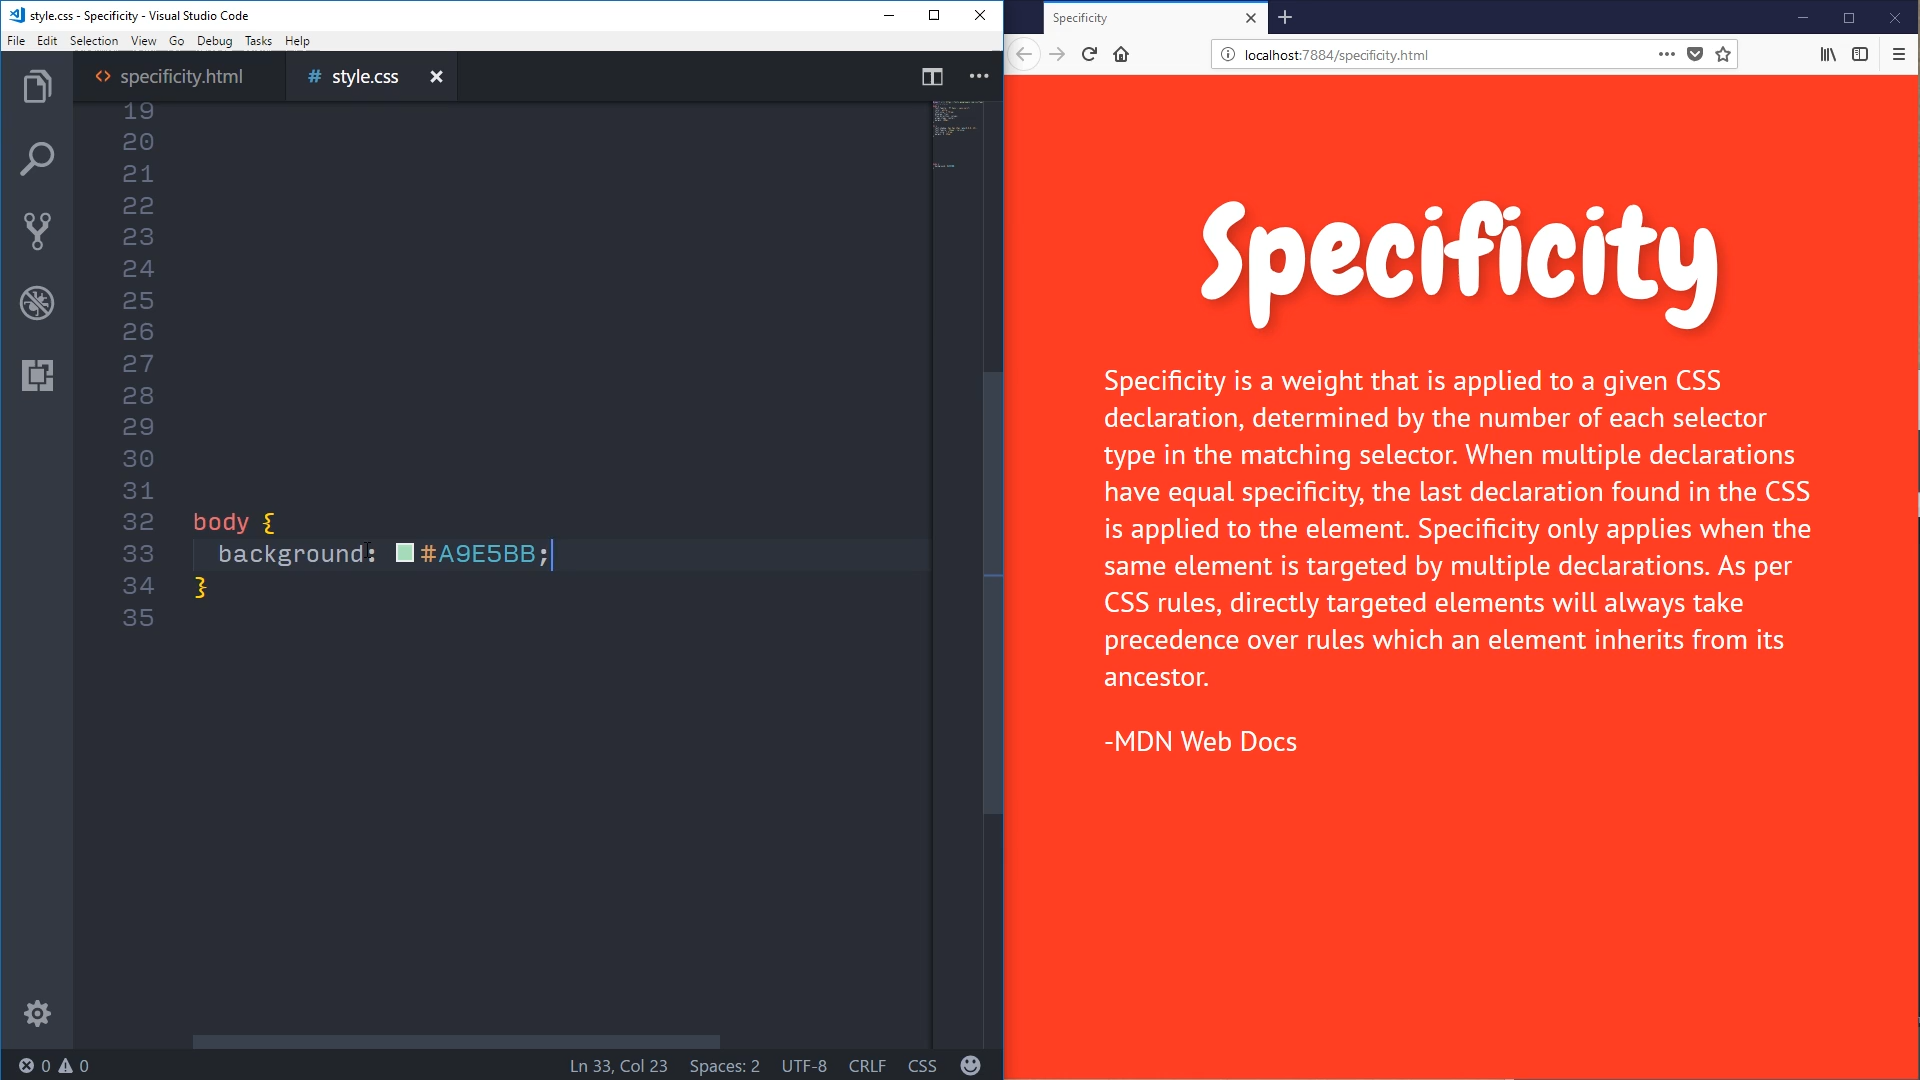 style.css - Specificity - Visual Studio Code
File Edit Selection View Go Debug Tasks Help
specificity.html
# style.css
19
20
21
22
23
24
25
26
27
28
29
30
31
32 body {
33 background: #A9E5BB;
34 }
35
0 0 Ln 33, Col 23 Spaces: 2 UTF-8 CRLF CSS
Specificity
localhost:7884/specificity.html
Specificity
Specificity is a weight that is applied to a given CSS
declaration, determined by the number of each selector
type in the matching selector. When multiple declarations
have equal specificity, the last declaration found in the CSS
is applied to the element. Specificity only applies when the
same element is targeted by multiple declarations. As per
CSS rules, directly targeted elements will always take
precedence over rules which an element inherits from its
ancestor.
-MDN Web Docs